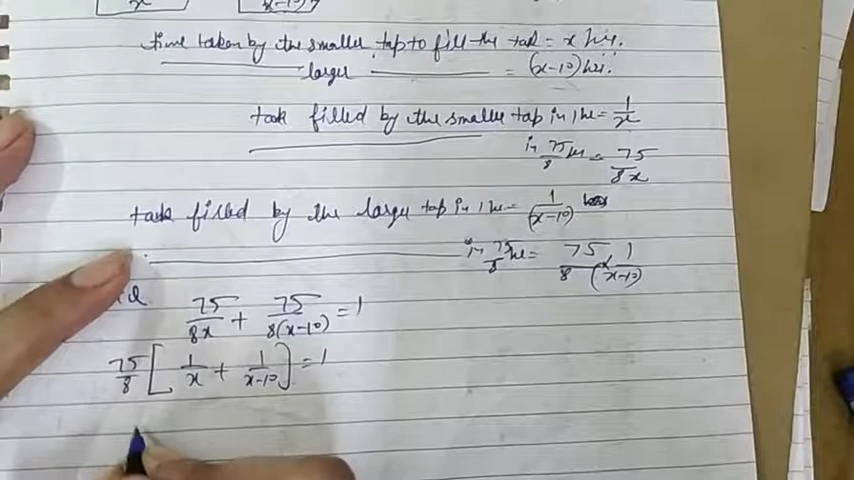 x (x-10)
time taken by the smaller tap to fill the tank = x hr.
larger = (x-10) hr.
tank filled by the smaller tap in 1 hr = 1/x
in 75/8 hr = 75/8x
tank filled by the larger tap in 1 hr = 1/(x-10)
in 75/8 hr = 75/8 × 1/(x-10)
75/8x + 75/8(x-10) = 1
75/8 [ 1/x + 1/x-10 ] = 1